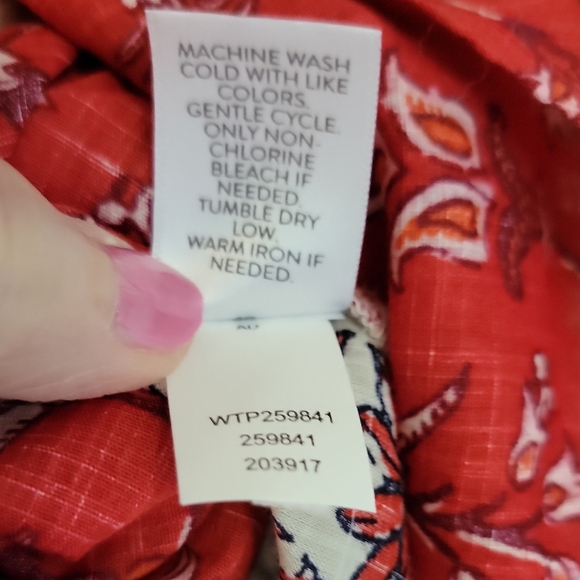 MACHINE WASH
COLD WITH LIKE
COLORS.
GENTLE CYCLE.
ONLY NON-
CHLORINE
BLEACH IF
NEEDED.
TUMBLE DRY
LOW.
WARM IRON IF
NEEDED.
WTP259841
259841
203917